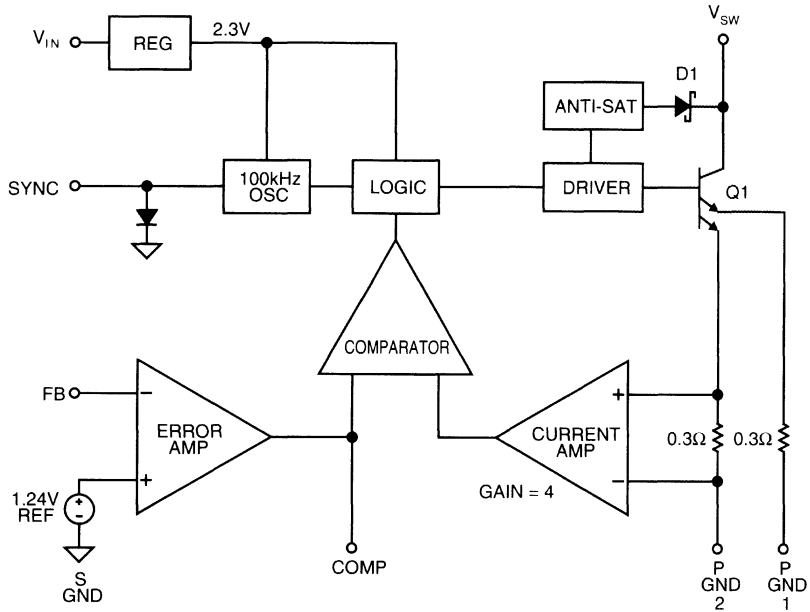 V_IN
REG
2.3V
V_SW
D1
ANTI-SAT
SYNC
100kHz
OSC
LOGIC
DRIVER
Q1
COMPARATOR
FB
−
ERROR
AMP
+
+
CURRENT
AMP
−
0.3Ω
0.3Ω
1.24V
REF
+
−
GAIN = 4
S
GND
COMP
P
GND
2
P
GND
1